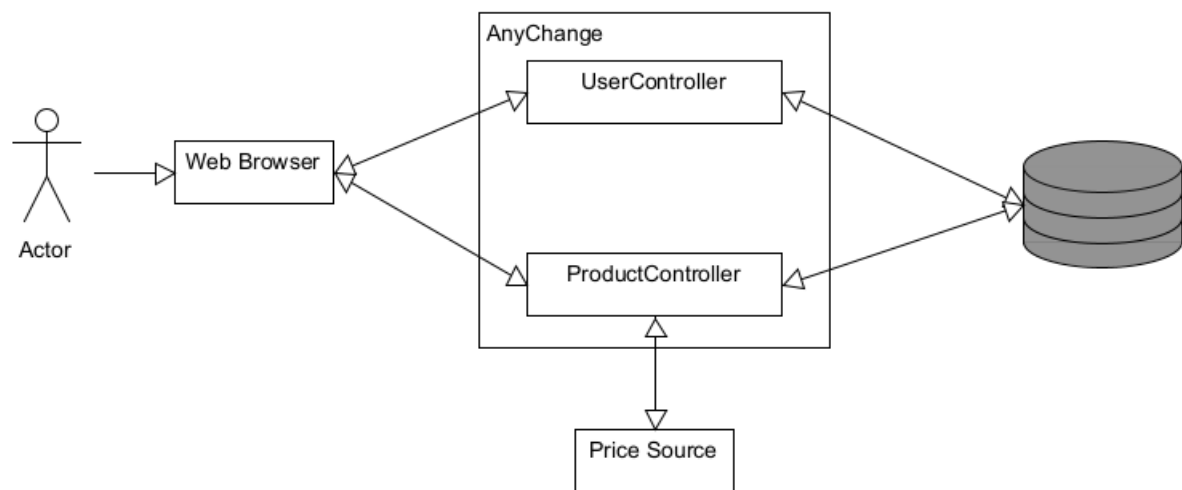 AnyChange
UserController
Web Browser
Actor
ProductController
Price Source